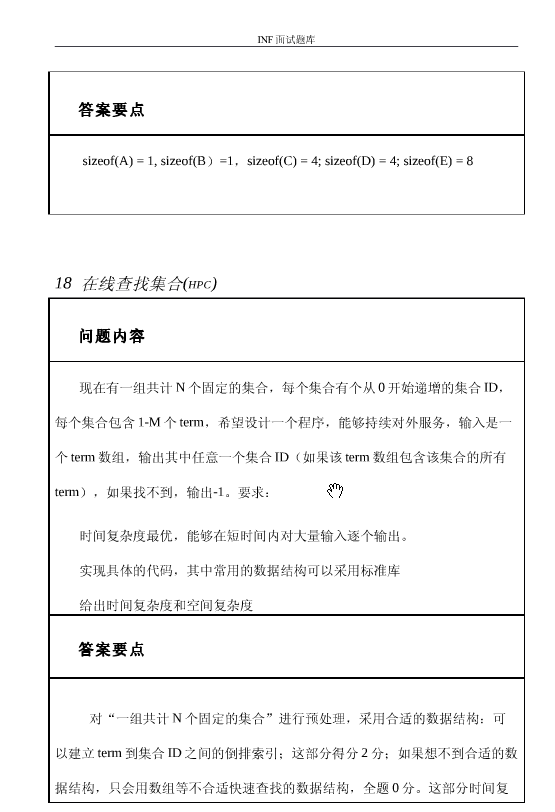 INF 面试题库
答案要点
sizeof(A) = 1, sizeof(B）=1，sizeof(C) = 4; sizeof(D) = 4; sizeof(E) = 8
18 在线查找集合(HPC)
问题内容
现在有一组共计 N 个固定的集合，每个集合有个从 0 开始递增的集合 ID，
每个集合包含 1-M 个 term，希望设计一个程序，能够持续对外服务，输入是一
个 term 数组，输出其中任意一个集合 ID（如果该 term 数组包含该集合的所有
term），如果找不到，输出-1。要求：
时间复杂度最优，能够在短时间内对大量输入逐个输出。
实现具体的代码，其中常用的数据结构可以采用标准库
给出时间复杂度和空间复杂度
答案要点
对“一组共计 N 个固定的集合”进行预处理，采用合适的数据结构：可
以建立 term 到集合 ID 之间的倒排索引；这部分得分 2 分；如果想不到合适的数
据结构，只会用数组等不合适快速查找的数据结构，全题 0 分。这部分时间复